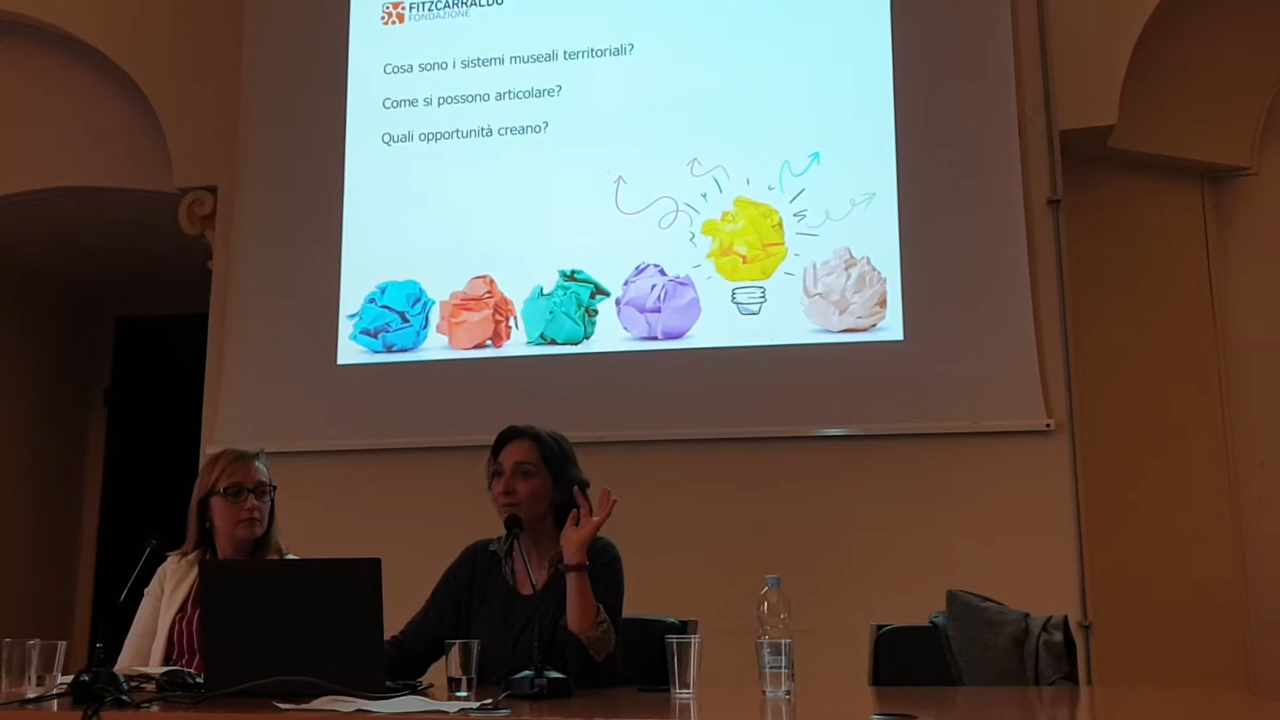 FITZCARRALDO
FONDAZIONE
Cosa sono i sistemi museali territoriali?
Come si possono articolare?
Quali opportunità creano?